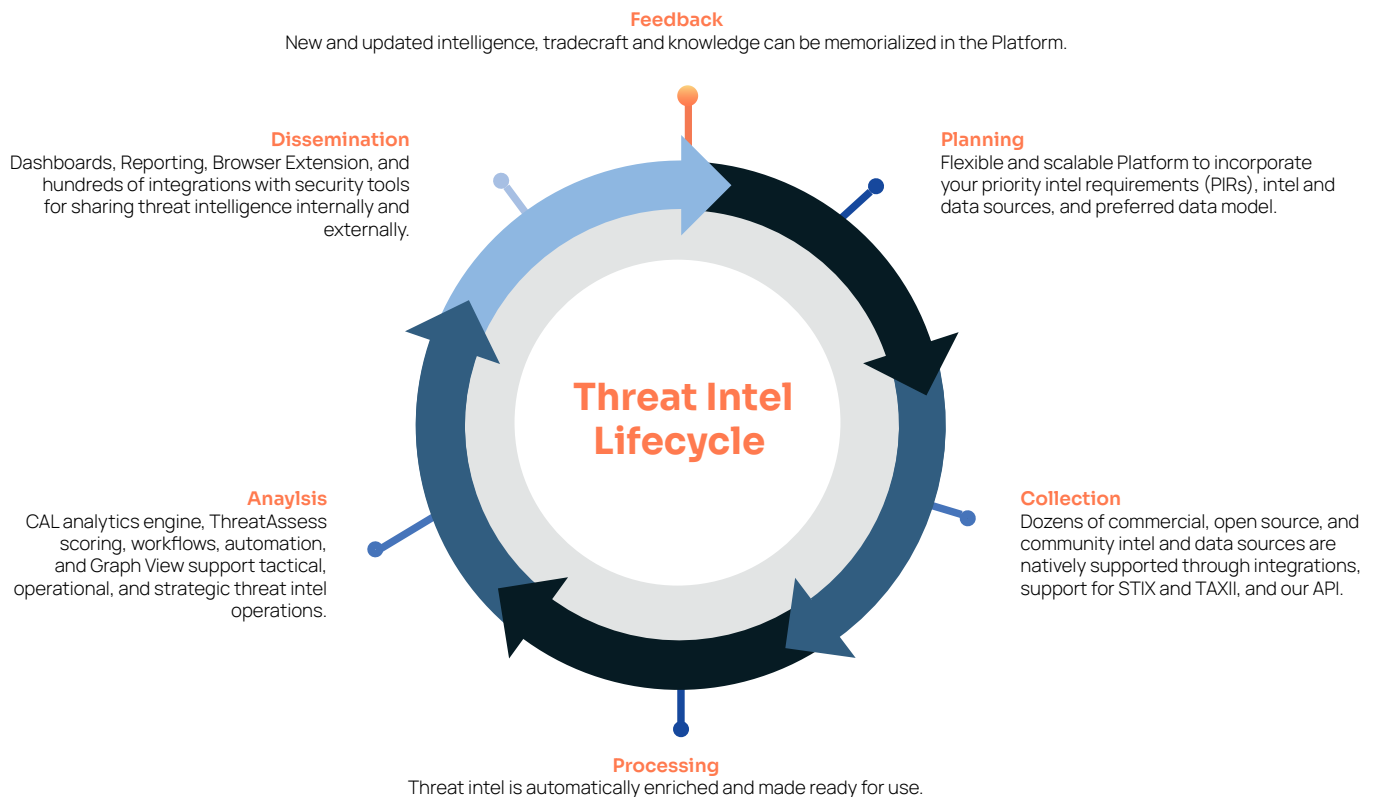 Feedback
New and updated intelligence, tradecraft and knowledge can be memorialized in the Platform.
Dissemination
Dashboards, Reporting, Browser Extension, and
hundreds of integrations with security tools
for sharing threat intelligence internally and
externally.
Planning
Flexible and scalable Platform to incorporate
your priority intel requirements (PIRs), intel and
data sources, and preferred data model.
Threat Intel
Lifecycle
Anaylsis
CAL analytics engine, ThreatAssess
scoring, workflows, automation,
and Graph View support tactical,
operational, and strategic threat intel
operations.
Collection
Dozens of commercial, open source, and
community intel and data sources are
natively supported through integrations,
support for STIX and TAXII, and our API.
Processing
Threat intel is automatically enriched and made ready for use.